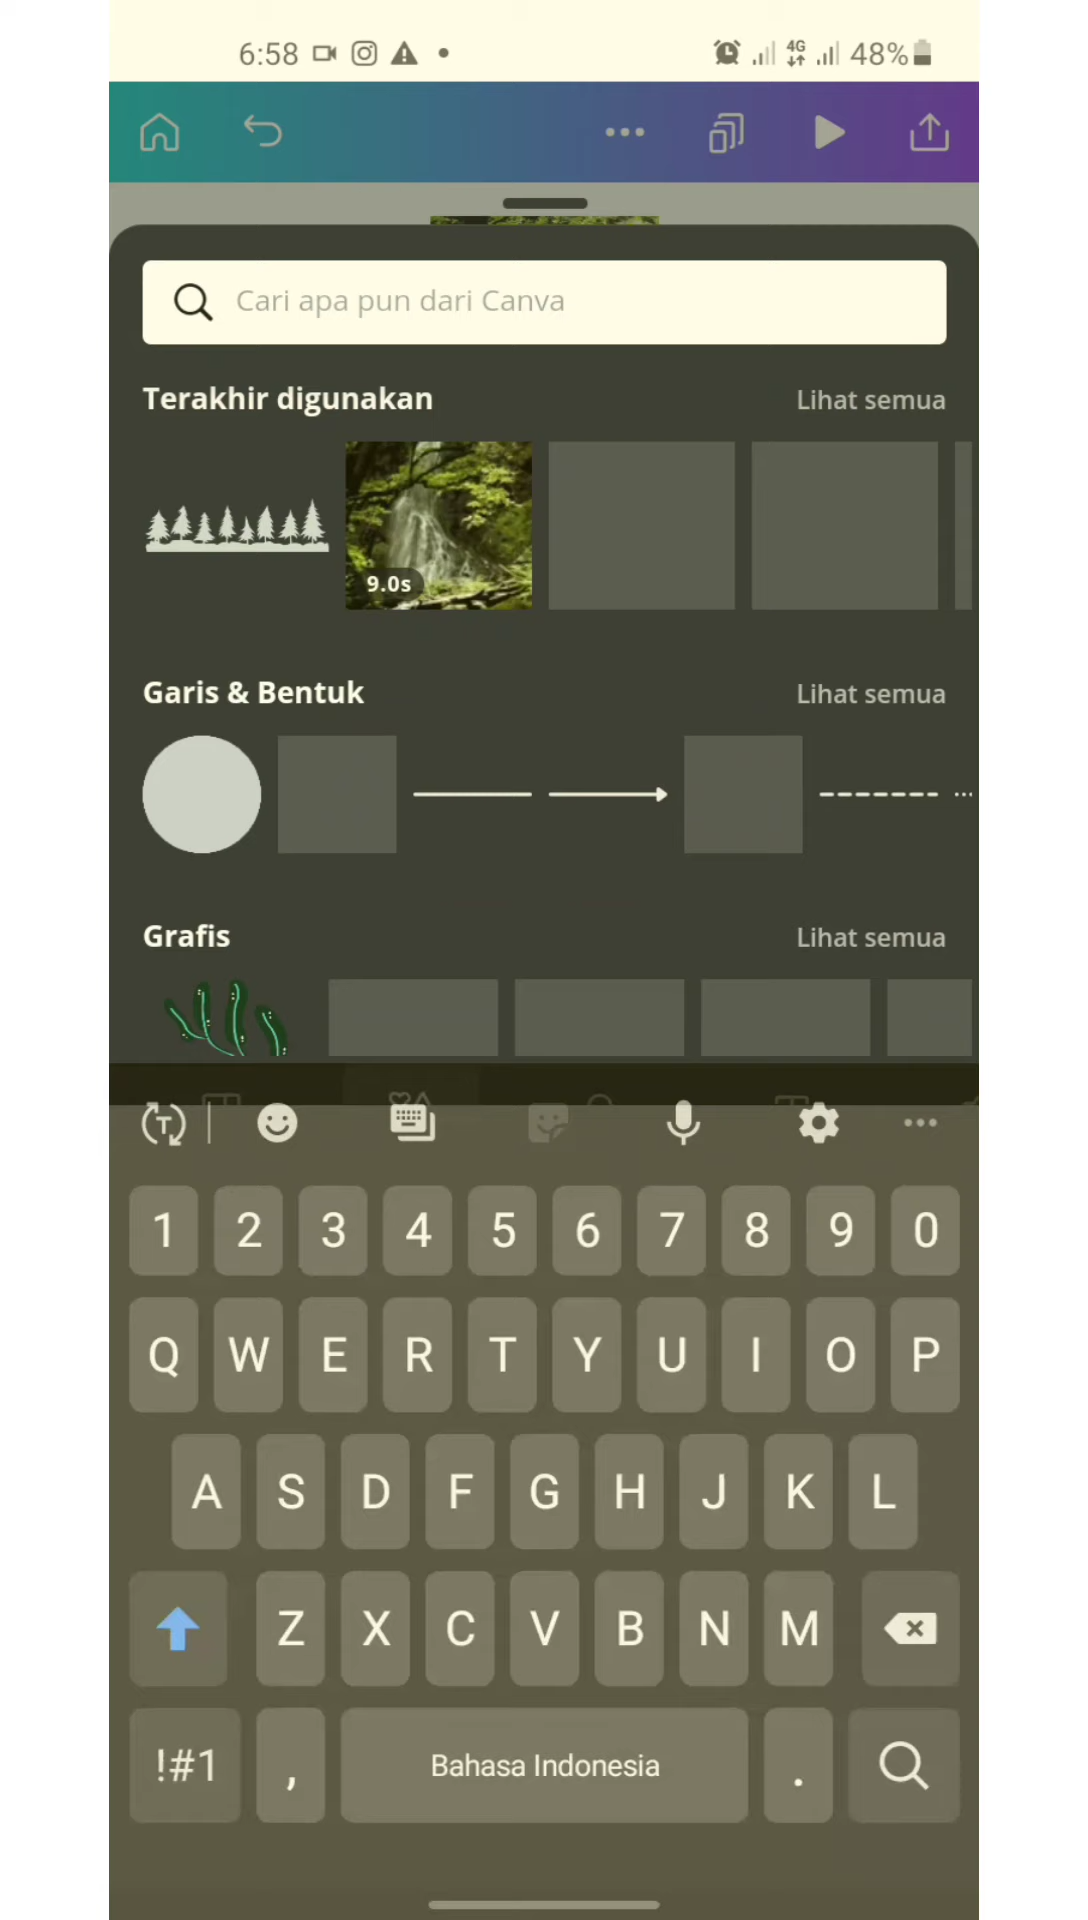 6:58 4G 48%
Cari apa pun dari Canva
Terakhir digunakan Lihat semua
9.0s
Garis & Bentuk Lihat semua
Grafis Lihat semua
T
1 2 3 4 5 6 7 8 9 0
Q W E R T Y U I O P
A S D F G H J K L
Z X C V B N M
!#1 , Bahasa Indonesia .